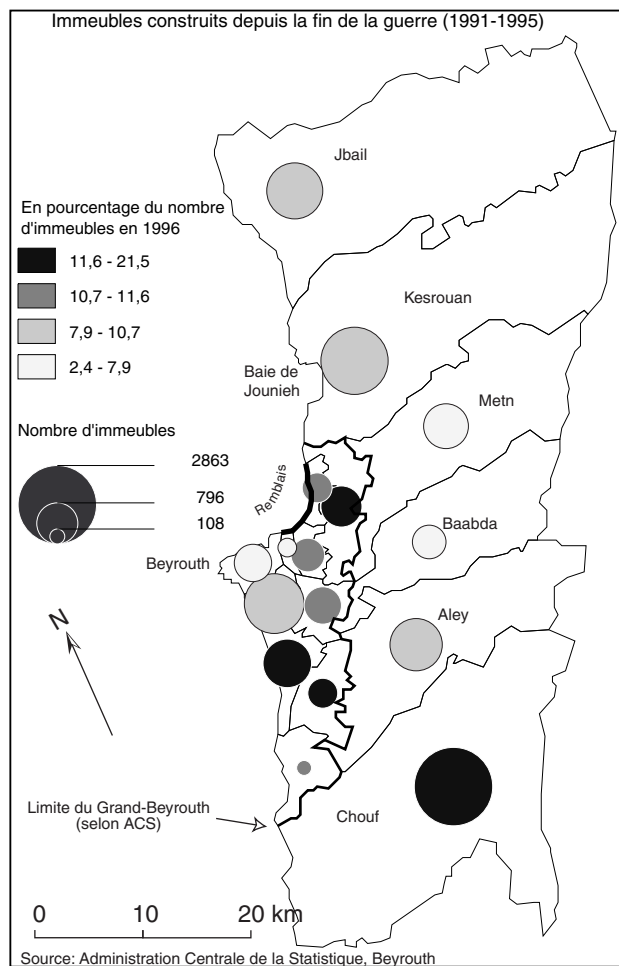 Immeubles construits depuis la fin de la guerre (1991-1995)
Jbail
En pourcentage du nombre
d'immeubles en 1996
11,6 - 21,5
10,7 - 11,6
7,9 - 10,7
2,4 - 7,9
Kesrouan
Baie de
Jounieh
Metn
Nombre d'immeubles
2863
796
108
Remblais
Baabda
Beyrouth
Aley
N
Limite du Grand-Beyrouth
(selon ACS)
Chouf
0 10 20 km
Source: Administration Centrale de la Statistique, Beyrouth